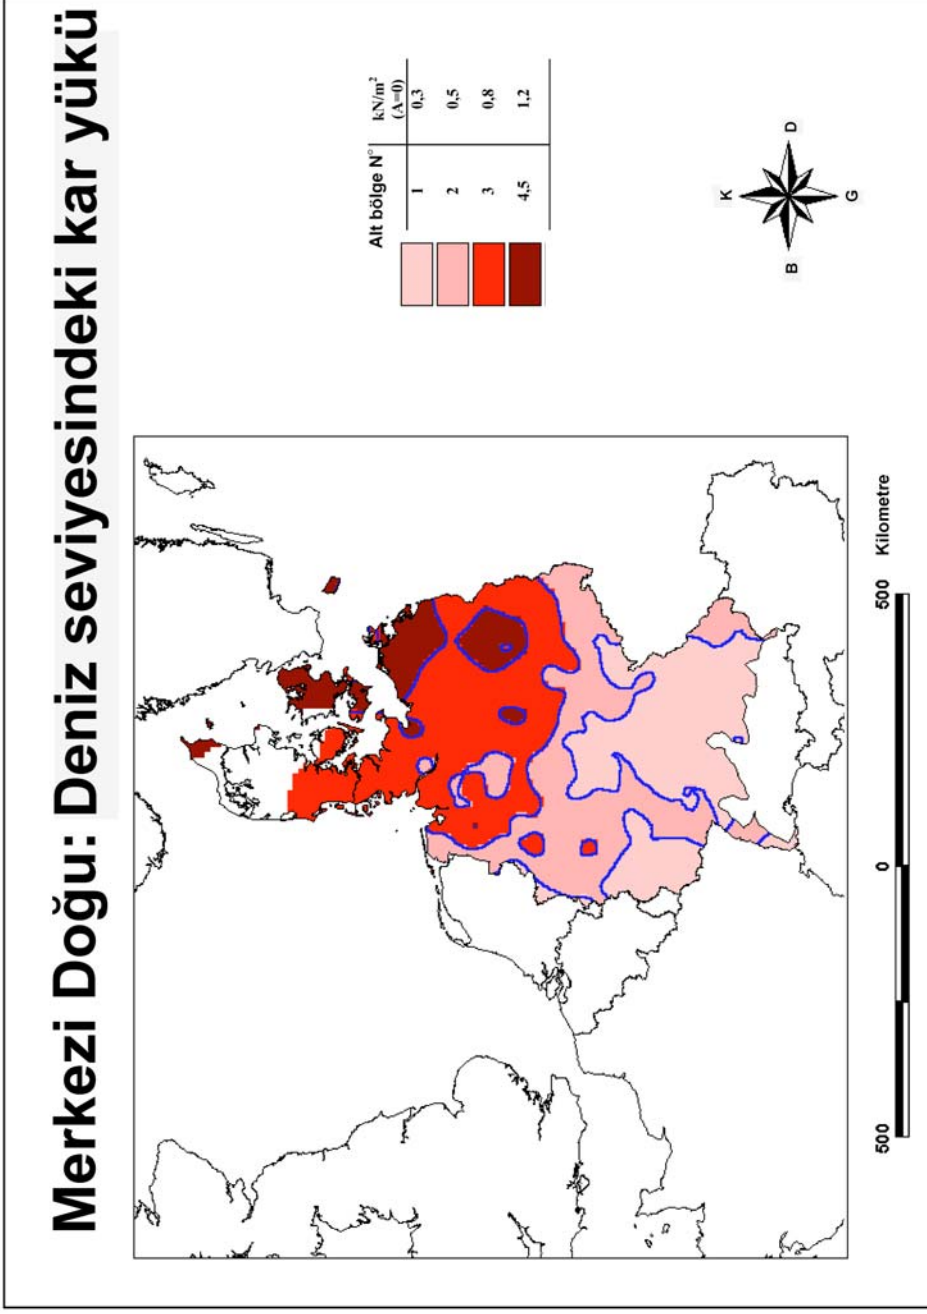 Merkezi Doğu: Deniz seviyesindeki kar yükü
Alt bölge N° kN/m²
(A=0)
1 0,3
2 0,5
3 0,8
4,5 1,2
K
B D
G
500 0 500 Kilometre